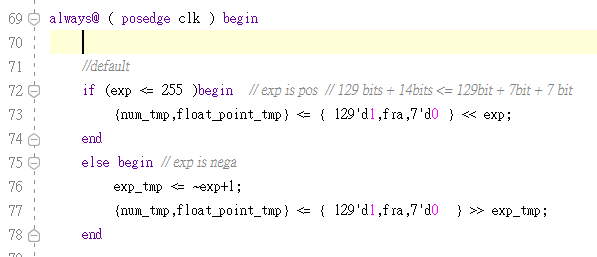 69 always@ ( posedge clk ) begin
70
71 //default
72 if (exp <= 255 )begin // exp is pos // 129 bits + 14bits <= 129bit + 7bit + 7 bit
73 {num_tmp,float_point_tmp} <= { 129'd1,fra,7'd0 } << exp;
74 end
75 else begin // exp is nega
76 exp_tmp <= ~exp+1;
77 {num_tmp,float_point_tmp} <= { 129'd1,fra,7'd0 } >> exp_tmp;
78 end